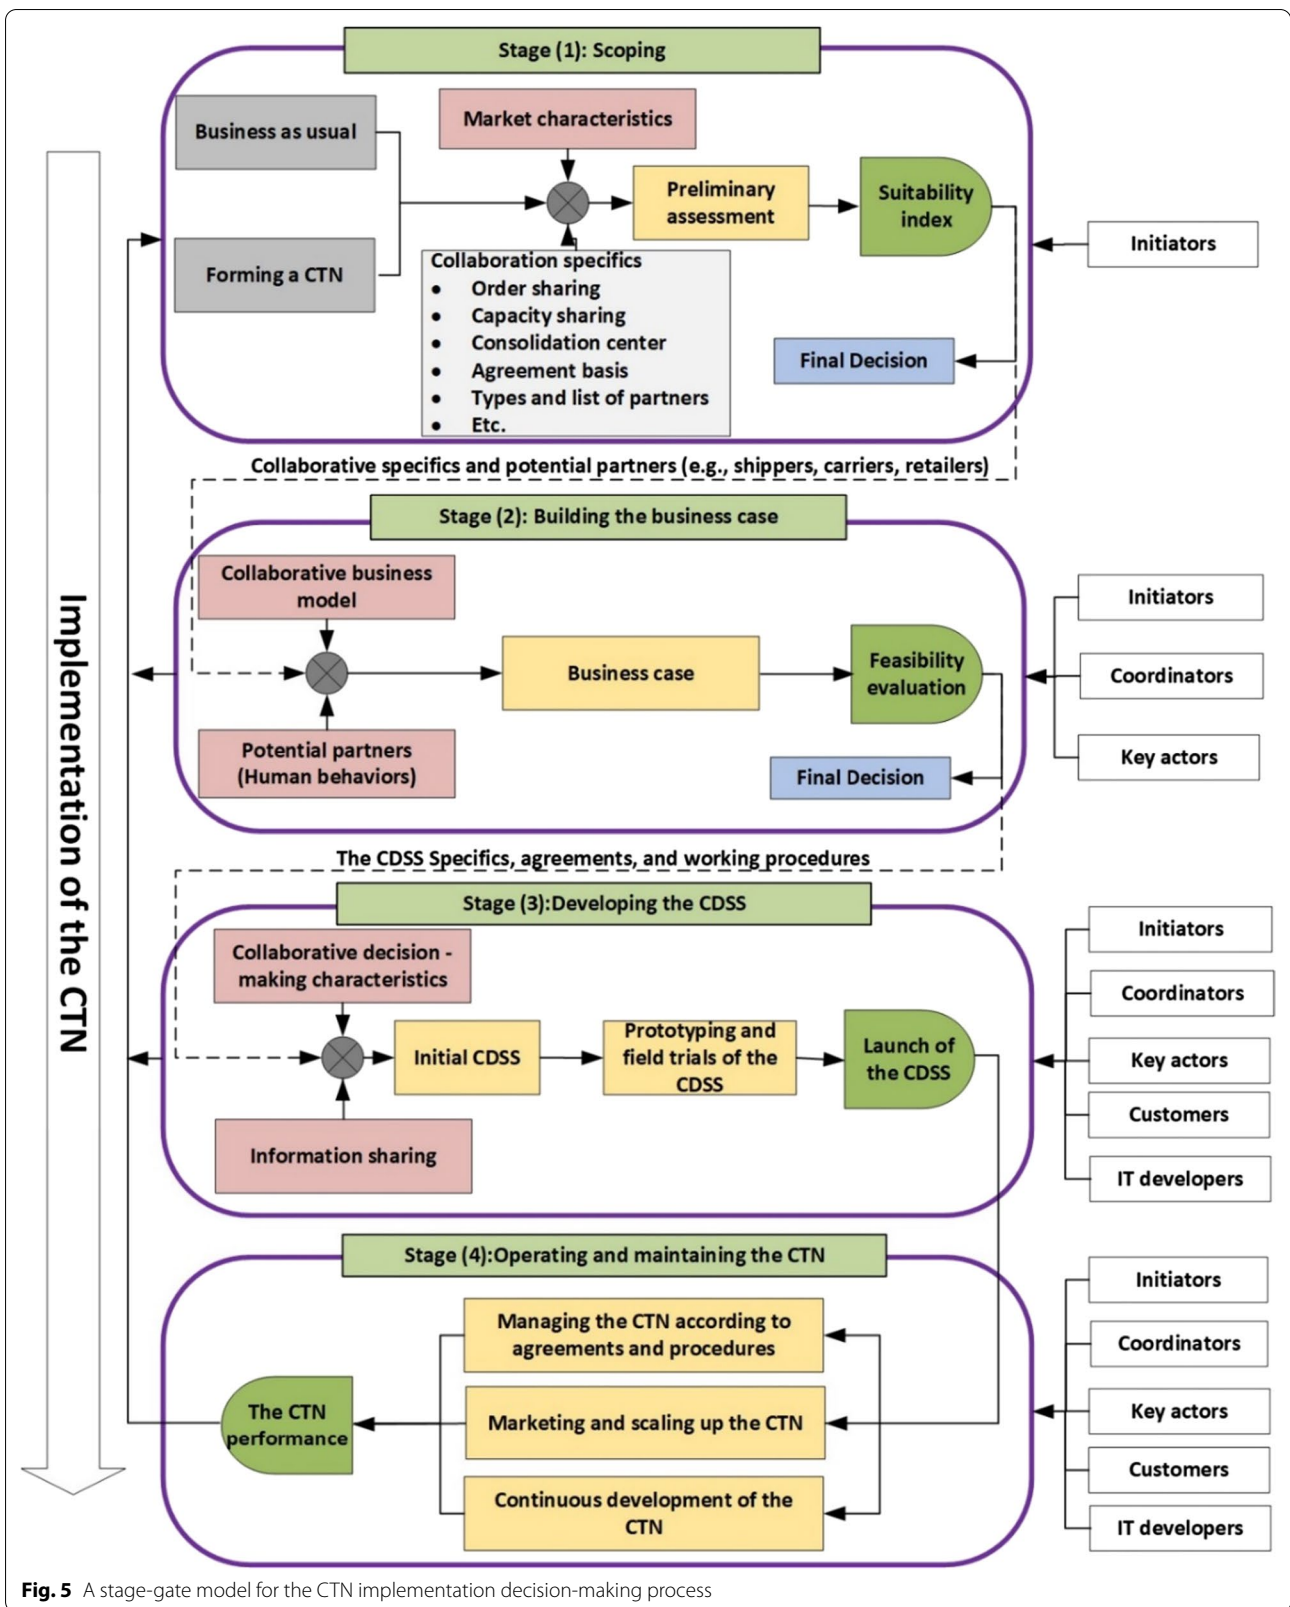 Stage (1): Scoping
Business as usual
Market characteristics
Preliminary
assessment
Suitability
index
Forming a CTN
Initiators
Collaboration specifics
● Order sharing
● Capacity sharing
● Consolidation center
● Agreement basis
● Types and list of partners
● Etc.
Final Decision
Collaborative specifics and potential partners (e.g., shippers, carriers, retailers)
Stage (2): Building the business case
Collaborative business
model
Business case
Feasibility
evaluation
Potential partners
(Human behaviors)
Final Decision
Initiators
Coordinators
Key actors
Implementation of the CTN
The CDSS Specifics, agreements, and working procedures
Stage (3):Developing the CDSS
Collaborative decision -
making characteristics
Initial CDSS
Prototyping and
field trials of the
CDSS
Launch of
the CDSS
Information sharing
Initiators
Coordinators
Key actors
Customers
IT developers
Stage (4):Operating and maintaining the CTN
Managing the CTN according to
agreements and procedures
The CTN
performance
Marketing and scaling up the CTN
Continuous development of the
CTN
Initiators
Coordinators
Key actors
Customers
IT developers
Fig. 5 A stage-gate model for the CTN implementation decision-making process